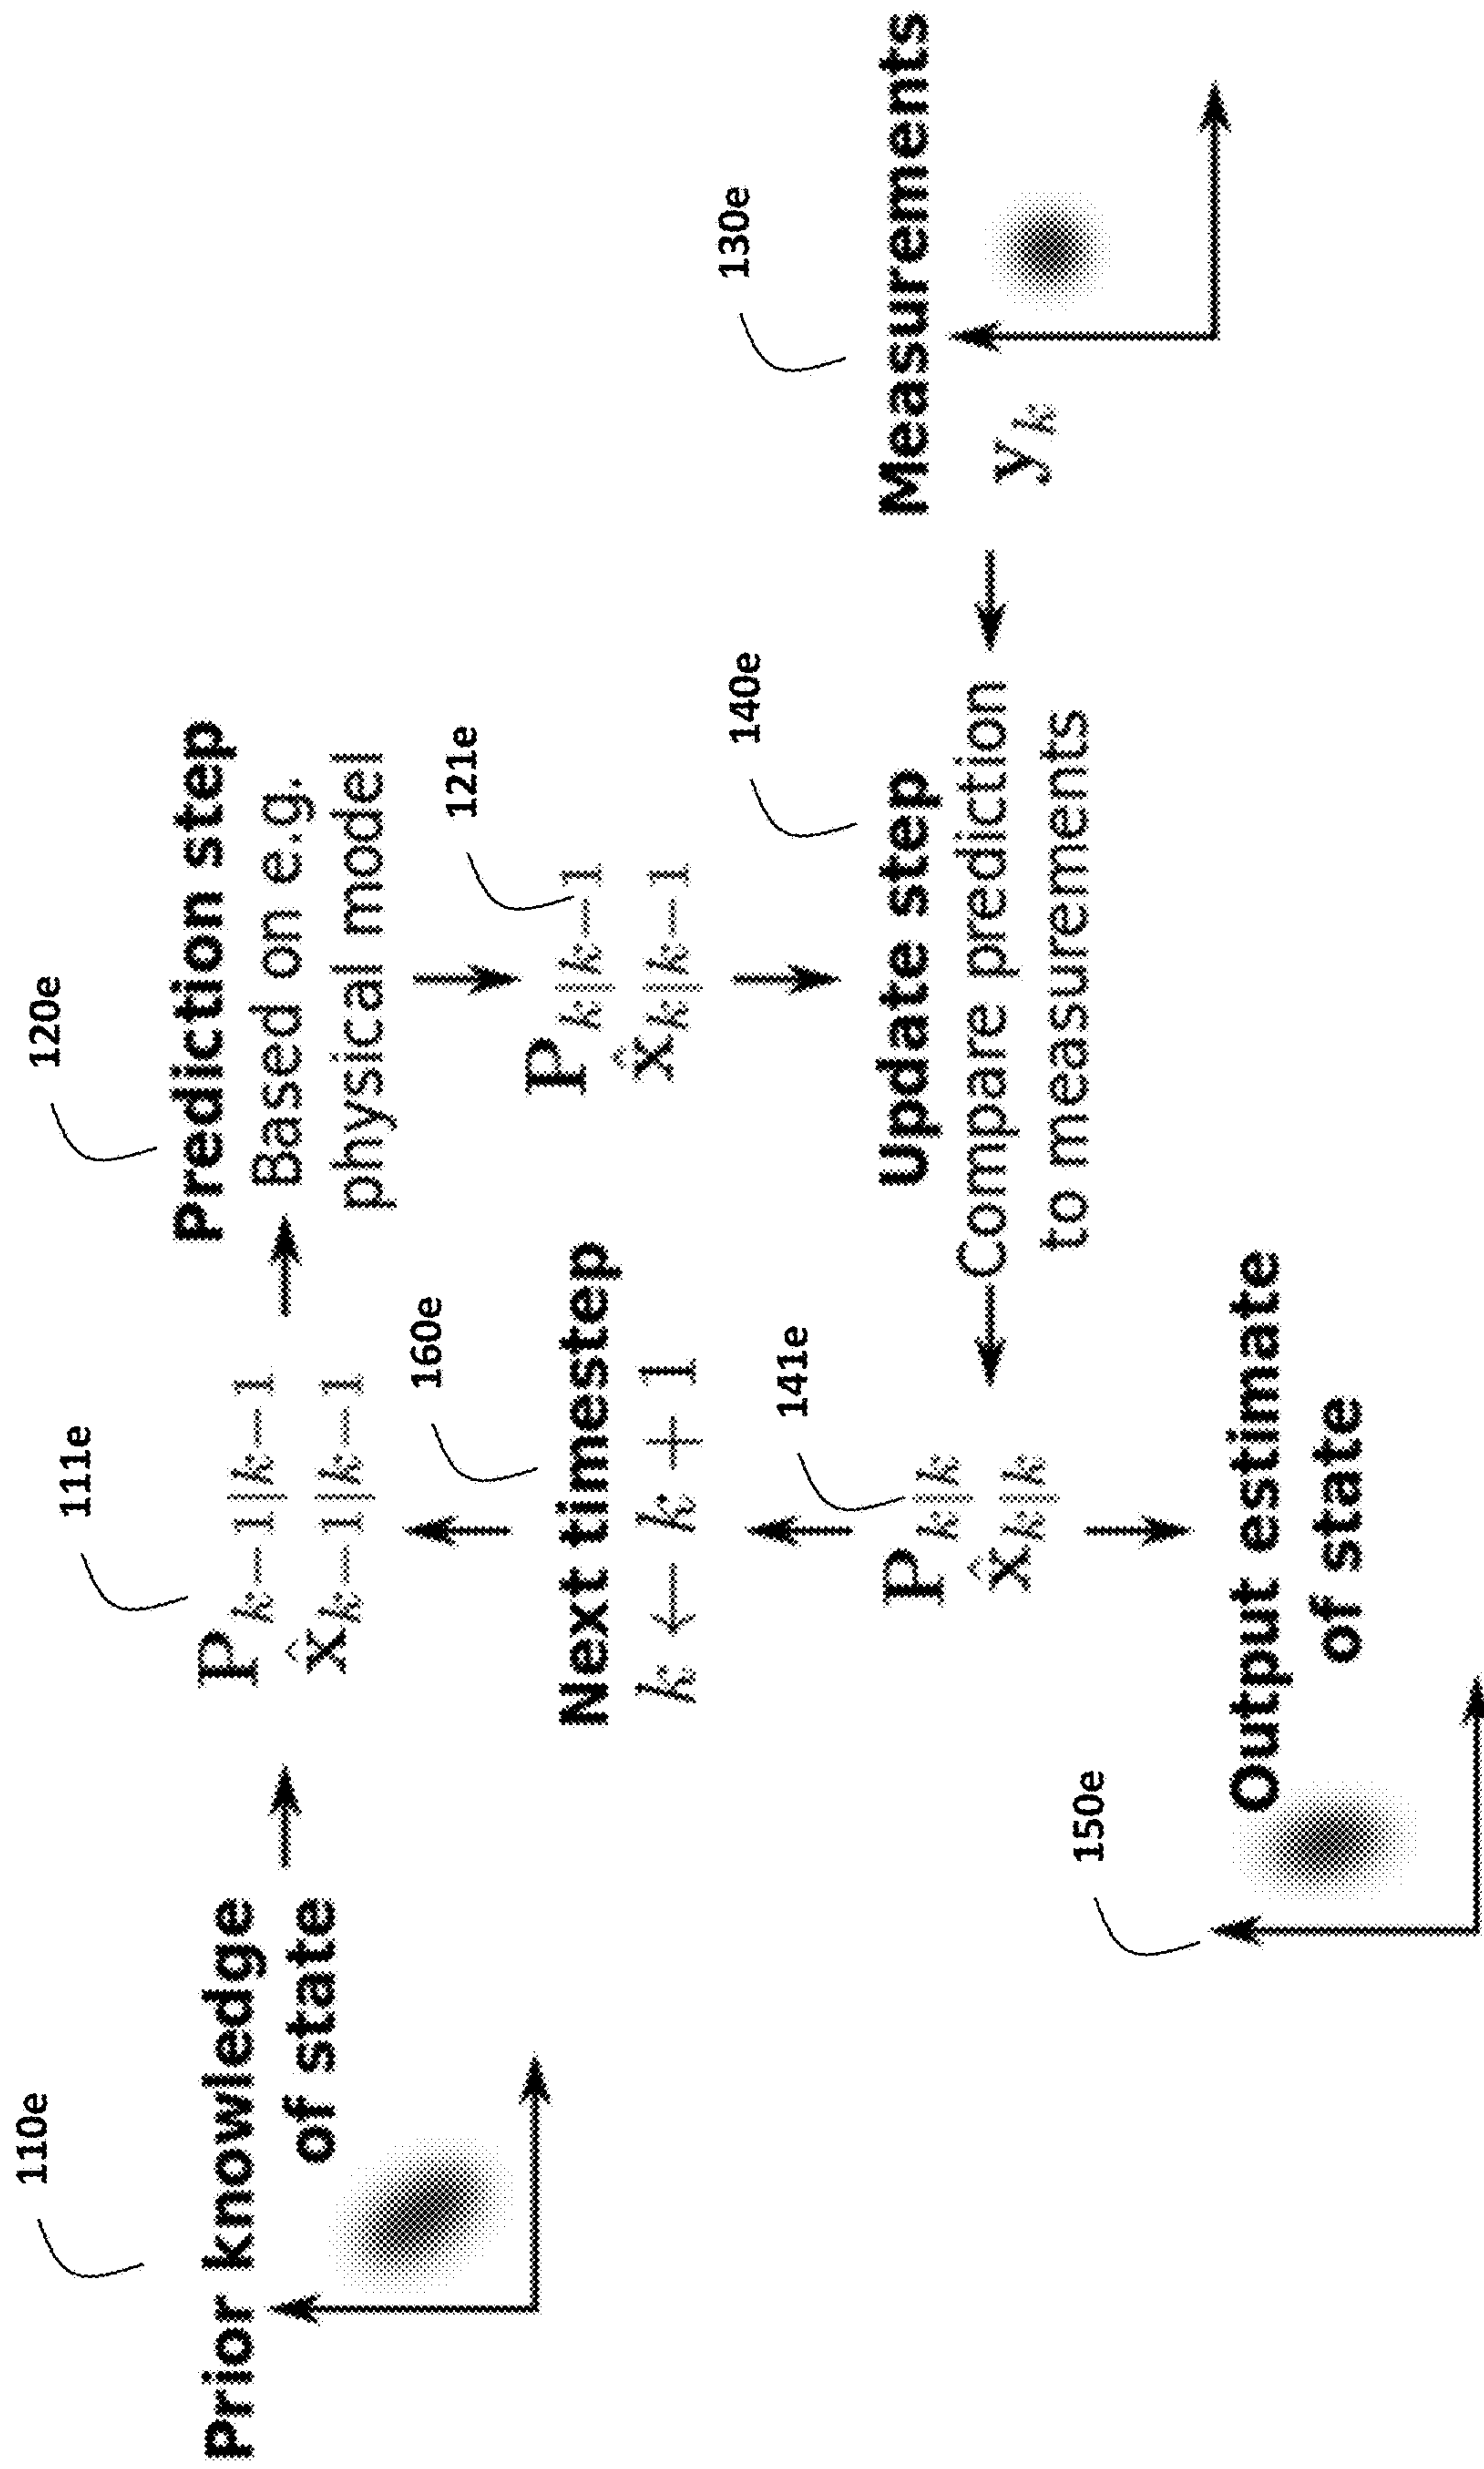 110e
Prior knowledge
of state
111e
P_{k−1|k−1}
x̂_{k−1|k−1}
120e
Prediction step
Based on e.g.
physical model
121e
P_{k|k−1}
x̂_{k|k−1}
160e
Next timestep
k ← k + 1
130e
Measurements
y_k
140e
Update step
Compare prediction
to measurements
141e
P_{k|k}
x̂_{k|k}
150e
Output estimate
of state